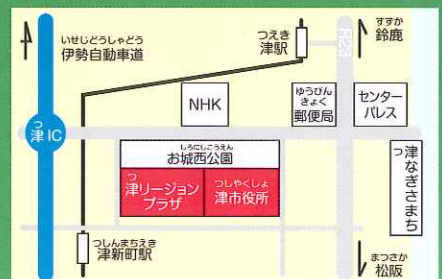 いせじどうしゃどう
伊勢自動車道
つえき
津駅
R23
すずか
鈴鹿
NHK
ゆうびん
きょく
郵便局
センター
パレス
つ
津IC
しろにしこうえん
お城西公園
つ
津リージョン
プラザ
つしやくしょ
津市役所
つ
津なぎさまち
つしんまちえき
津新町駅
まつさか
松阪